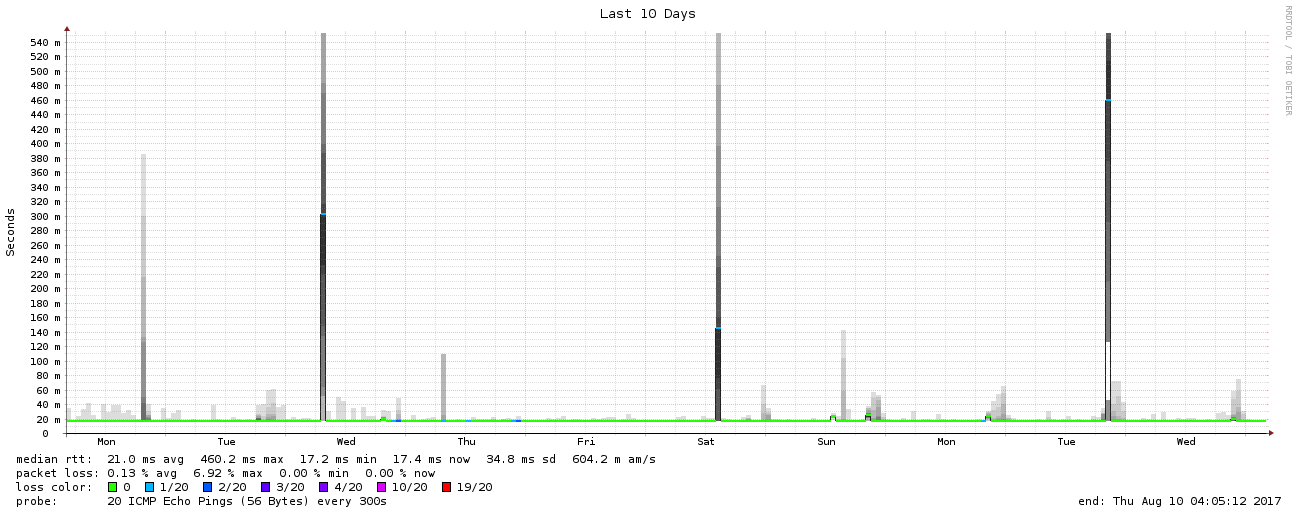 Last 10 Days
RRDTOOL / TOBI OETIKER
Seconds
540 m
520 m
500 m
480 m
460 m
440 m
420 m
400 m
380 m
360 m
340 m
320 m
300 m
280 m
260 m
240 m
220 m
200 m
180 m
160 m
140 m
120 m
100 m
80 m
60 m
40 m
20 m
0
Mon Tue Wed Thu Fri Sat Sun Mon Tue Wed
median rtt: 21.0 ms avg 460.2 ms max 17.2 ms min 17.4 ms now 34.8 ms sd 604.2 m am/s
packet loss: 0.13 % avg 6.92 % max 0.00 % min 0.00 % now
loss color: 0 1/20 2/20 3/20 4/20 10/20 19/20
probe: 20 ICMP Echo Pings (56 Bytes) every 300s end: Thu Aug 10 04:05:12 2017